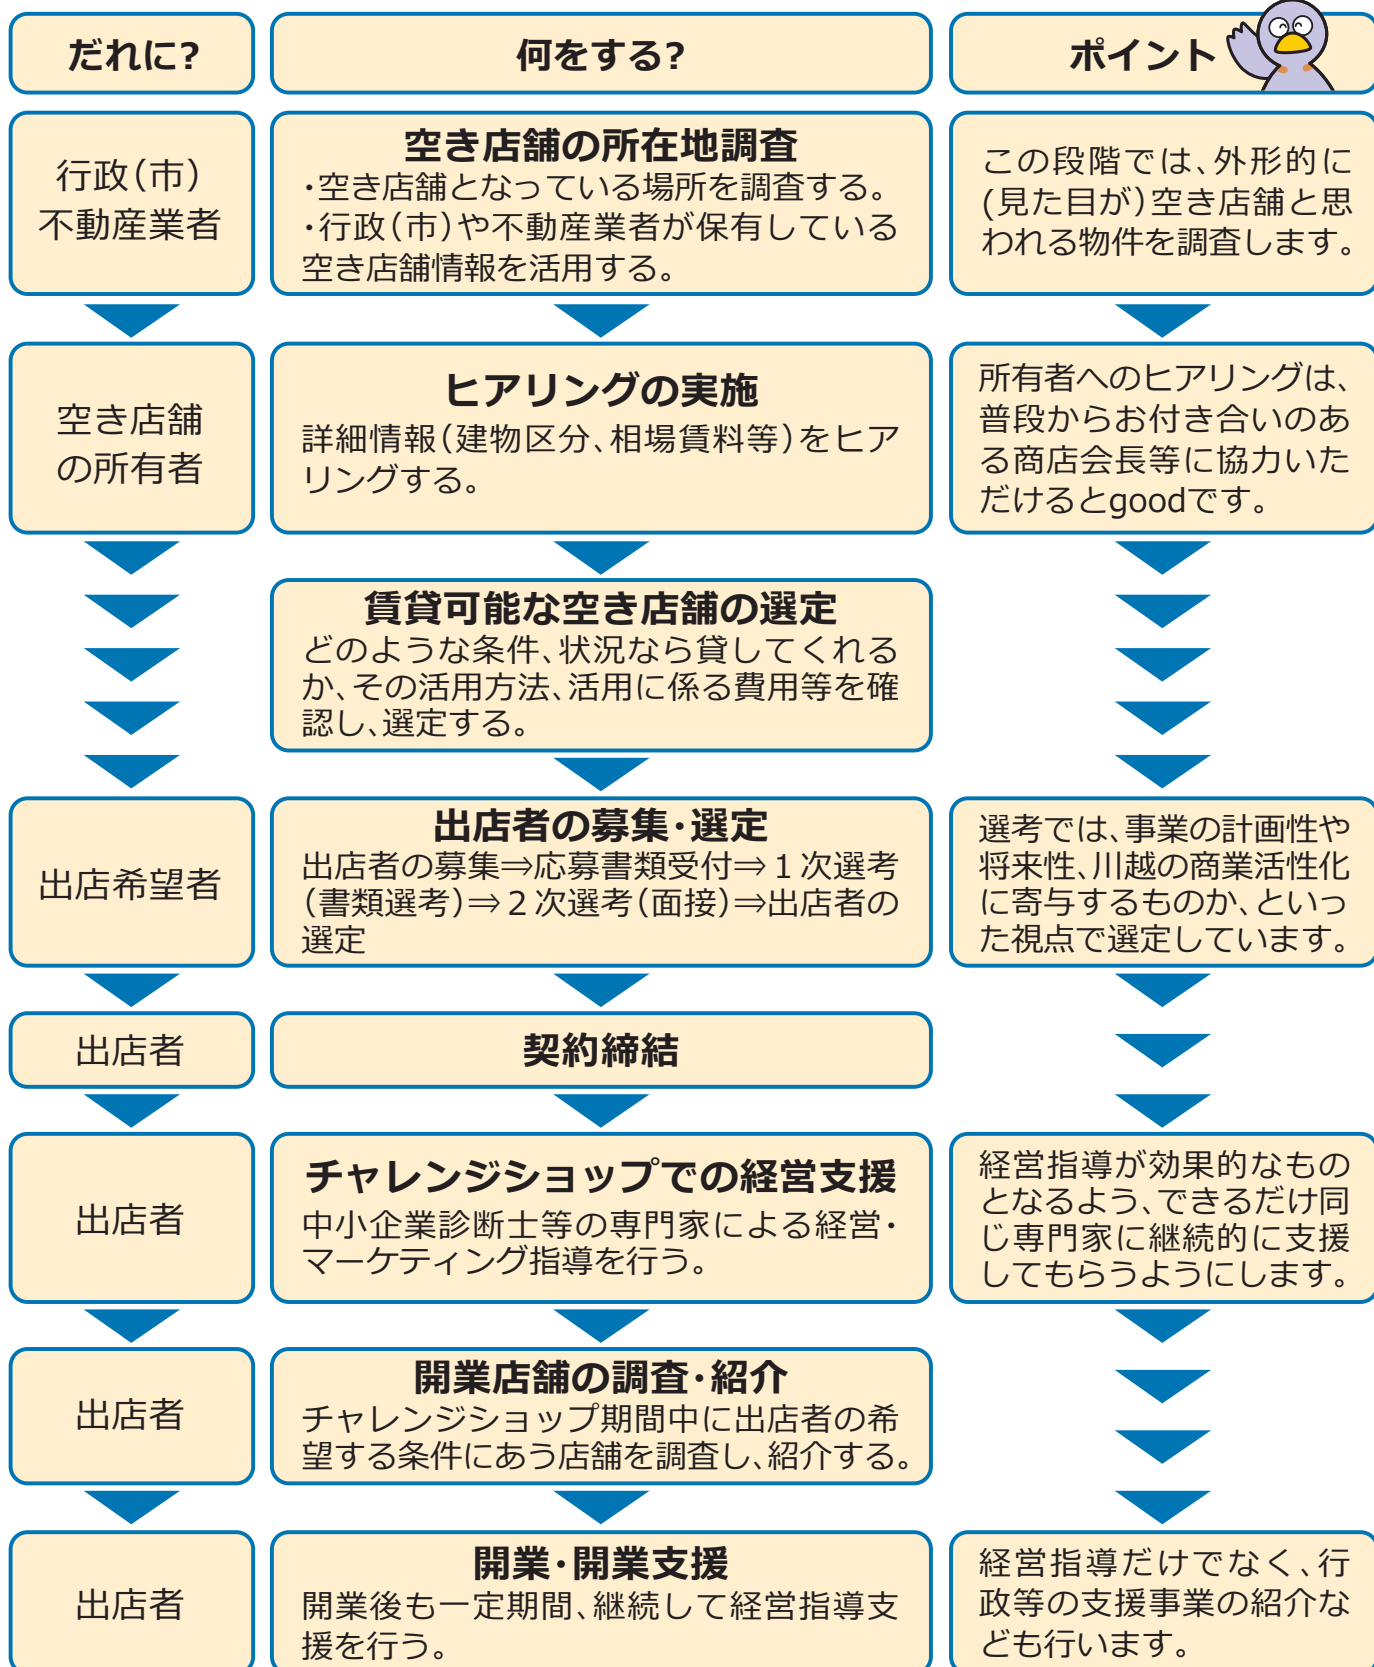 だれに?
何をする?
ポイント
行政(市)
不動産業者
空き店舗の所在地調査
・空き店舗となっている場所を調査する。
・行政(市)や不動産業者が保有している
空き店舗情報を活用する。
この段階では、外形的に
(見た目が)空き店舗と思
われる物件を調査します。
空き店舗
の所有者
ヒアリングの実施
詳細情報(建物区分、相場賃料等)をヒア
リングする。
所有者へのヒアリングは、
普段からお付き合いのあ
る商店会長等に協力いた
だけるとgoodです。
賃貸可能な空き店舗の選定
どのような条件、状況なら貸してくれる
か、その活用方法、活用に係る費用等を確
認し、選定する。
出店希望者
出店者の募集・選定
出店者の募集⇒応募書類受付⇒1次選考
(書類選考)⇒2次選考(面接)⇒出店者の
選定
選考では、事業の計画性や
将来性、川越の商業活性化
に寄与するものか、といっ
た視点で選定しています。
出店者
契約締結
出店者
チャレンジショップでの経営支援
中小企業診断士等の専門家による経営・
マーケティング指導を行う。
経営指導が効果的なもの
となるよう、できるだけ同
じ専門家に継続的に支援
してもらうようにします。
出店者
開業店舗の調査・紹介
チャレンジショップ期間中に出店者の希
望する条件にあう店舗を調査し、紹介する。
出店者
開業・開業支援
開業後も一定期間、継続して経営指導支
援を行う。
経営指導だけでなく、行
政等の支援事業の紹介な
ども行います。